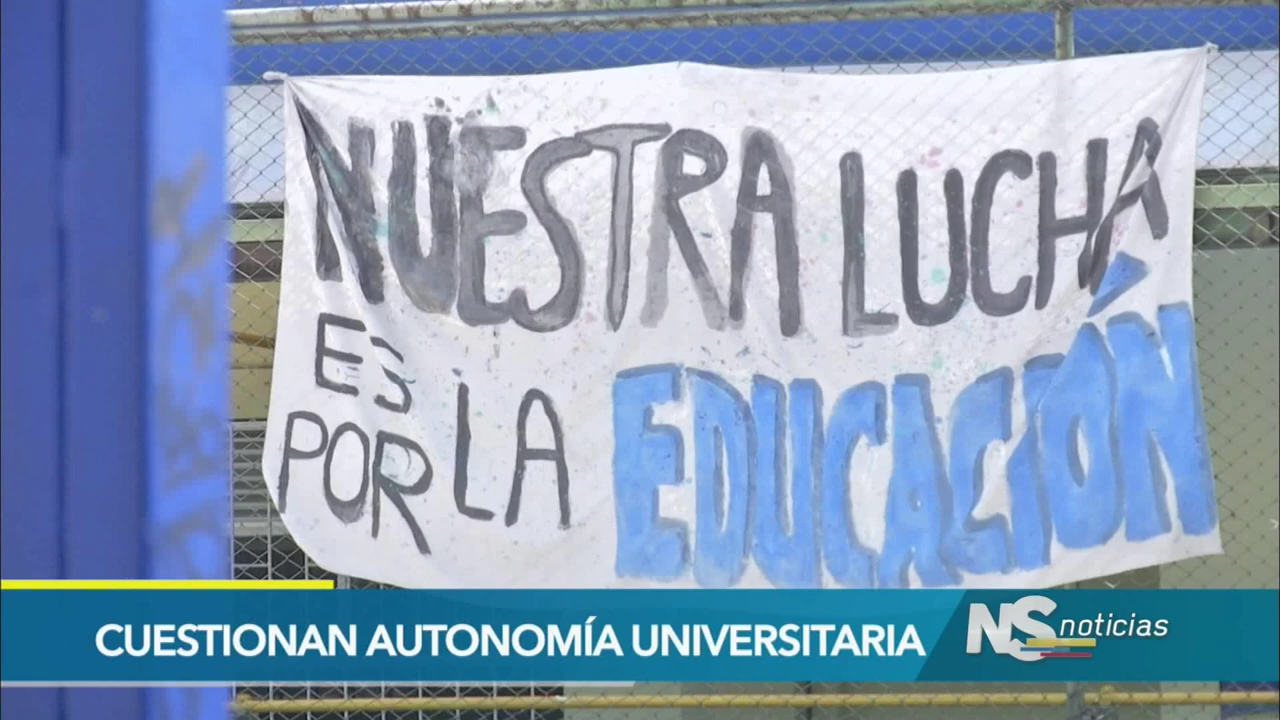 NUESTRA LUCHA
ES
POR LA EDUCACIÓN
CUESTIONAN AUTONOMÍA UNIVERSITARIA
NS noticias